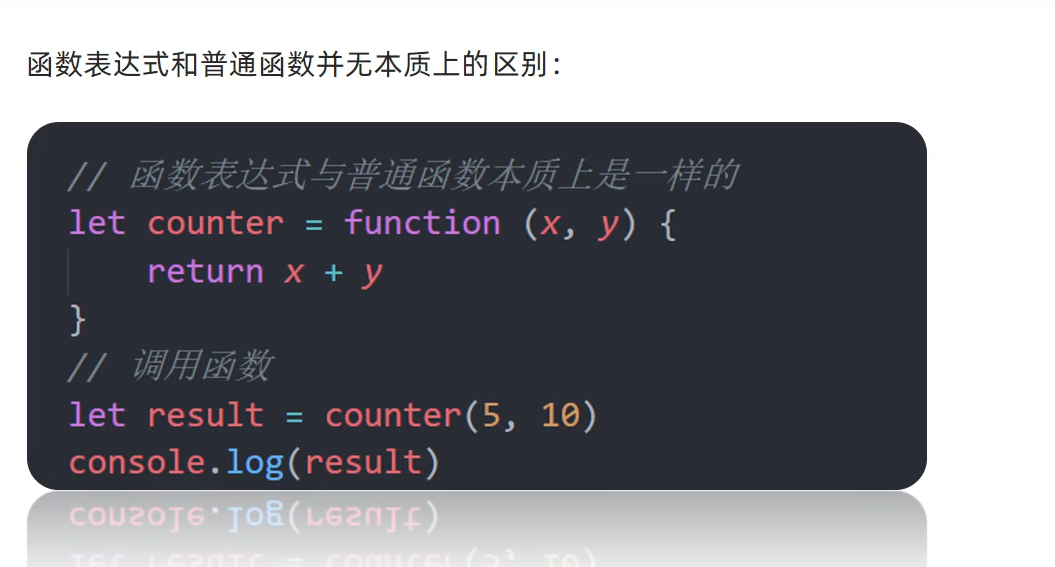 函数表达式和普通函数并无本质上的区别：
// 函数表达式与普通函数本质上是一样的
let counter = function (x, y) {
    return x + y
}
// 调用函数
let result = counter(5, 10)
console.log(result)